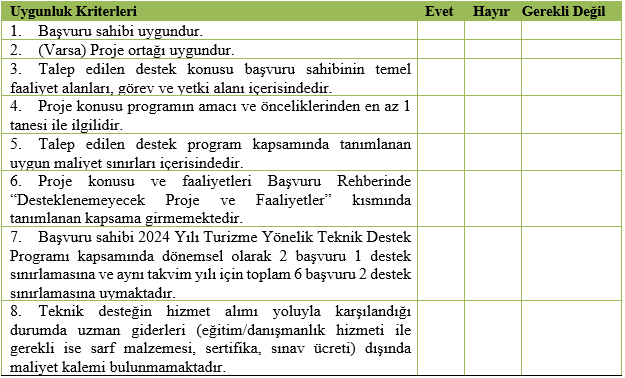 Uygunluk Kriterleri Evet Hayır Gerekli Değil
1. Başvuru sahibi uygundur.
2. (Varsa) Proje ortağı uygundur.
3. Talep edilen destek konusu başvuru sahibinin temel
faaliyet alanları, görev ve yetki alanı içerisindedir.
4. Proje konusu programın amacı ve önceliklerinden en az 1
tanesi ile ilgilidir.
5. Talep edilen destek program kapsamında tanımlanan
uygun maliyet sınırları içerisindedir.
6. Proje konusu ve faaliyetleri Başvuru Rehberinde
“Desteklenemeyecek Proje ve Faaliyetler” kısmında
tanımlanan kapsama girmemektedir.
7. Başvuru sahibi 2024 Yılı Turizme Yönelik Teknik Destek
Programı kapsamında dönemsel olarak 2 başvuru 1 destek
sınırlamasına ve aynı takvim yılı için toplam 6 başvuru 2 destek
sınırlamasına uymaktadır.
8. Teknik desteğin hizmet alımı yoluyla karşılandığı
durumda uzman giderleri (eğitim/danışmanlık hizmeti ile
gerekli ise sarf malzemesi, sertifika, sınav ücreti) dışında
maliyet kalemi bulunmamaktadır.